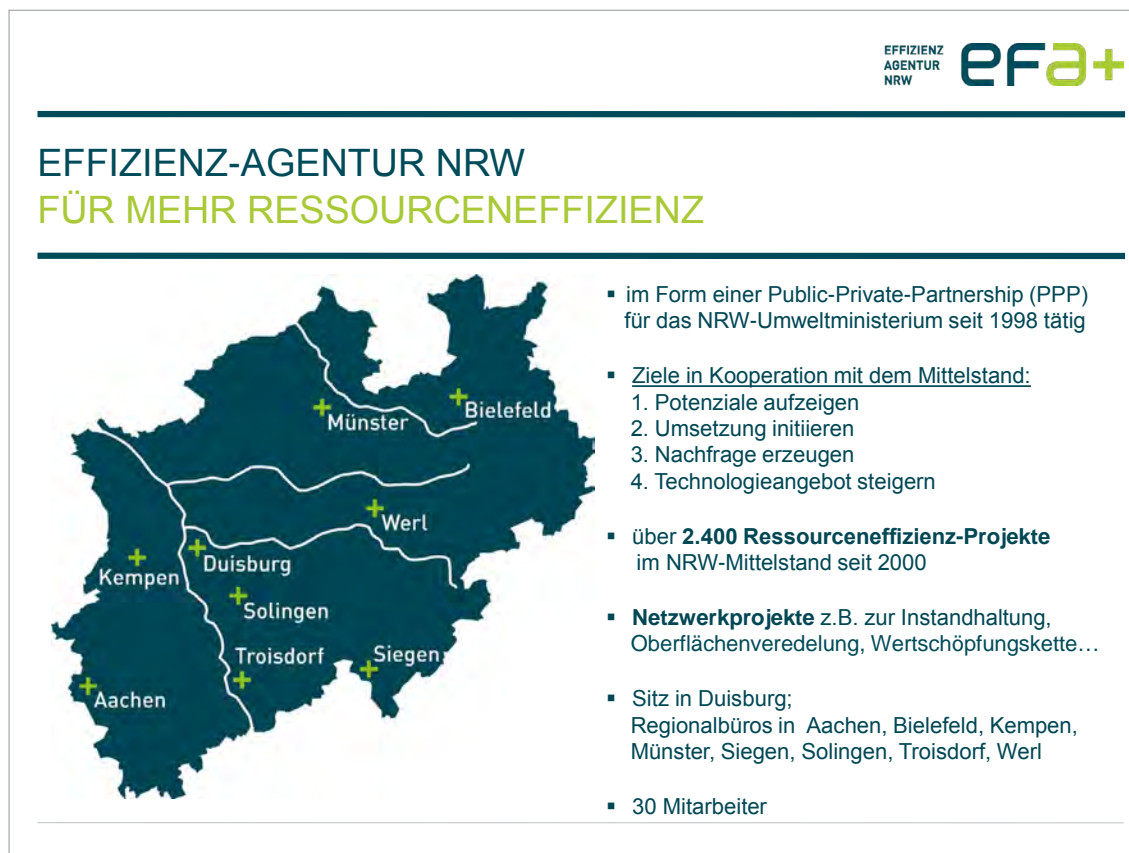 EFFIZIENZ
AGENTUR
NRW
efa+
EFFIZIENZ-AGENTUR NRW
FÜR MEHR RESSOURCENEFFIZIENZ
Münster
Bielefeld
Werl
Kempen
Duisburg
Solingen
Troisdorf
Siegen
Aachen
▪ im Form einer Public-Private-Partnership (PPP)
für das NRW-Umweltministerium seit 1998 tätig
▪ Ziele in Kooperation mit dem Mittelstand:
1. Potenziale aufzeigen
2. Umsetzung initiieren
3. Nachfrage erzeugen
4. Technologieangebot steigern
▪ über 2.400 Ressourceneffizienz-Projekte
im NRW-Mittelstand seit 2000
▪ Netzwerkprojekte z.B. zur Instandhaltung,
Oberflächenveredelung, Wertschöpfungskette…
▪ Sitz in Duisburg;
Regionalbüros in Aachen, Bielefeld, Kempen,
Münster, Siegen, Solingen, Troisdorf, Werl
▪ 30 Mitarbeiter